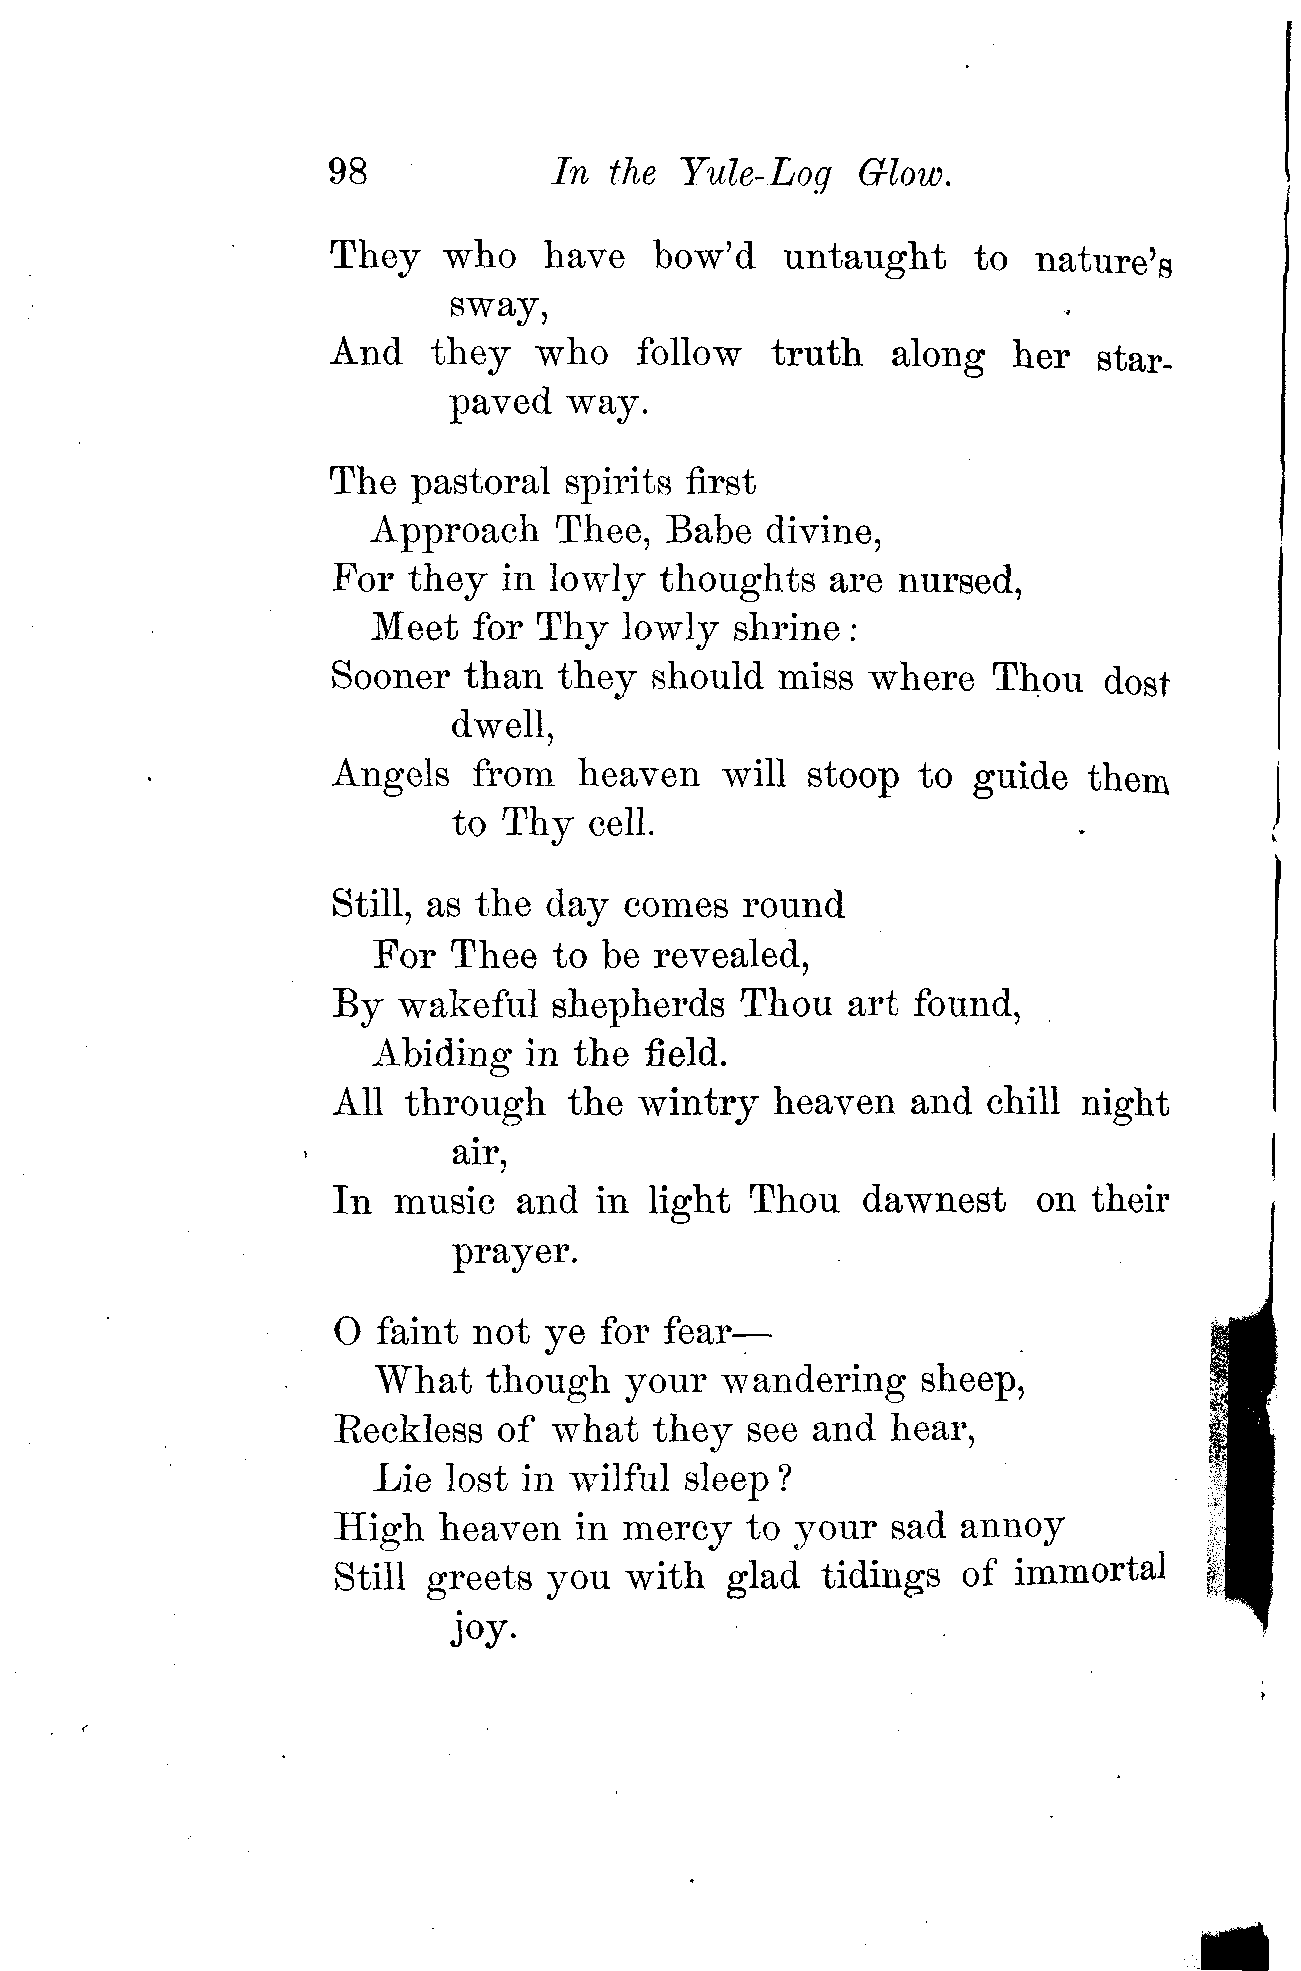 98 In the Yule-Log Glow.
They who have bow'd untaught to nature's
sway,
And they who follow truth along her star-
paved way.
The pastoral spirits first
Approach Thee, Babe divine,
For they in lowly thoughts are nursed,
Meet for Thy lowly shrine:
Sooner than they should miss where Thou dost
dwell,
Angels from heaven will stoop to guide them
to Thy cell.
Still, as the day comes round
For Thee to be revealed,
By wakeful shepherds Thou art found,
Abiding in the field.
All through the wintry heaven and chill night
air,
In music and in light Thou dawnest on their
prayer.
O faint not ye for fear—
What though your wandering sheep,
Reckless of what they see and hear,
Lie lost in wilful sleep?
High heaven in mercy to your sad annoy
Still greets you with glad tidings of immortal
joy.